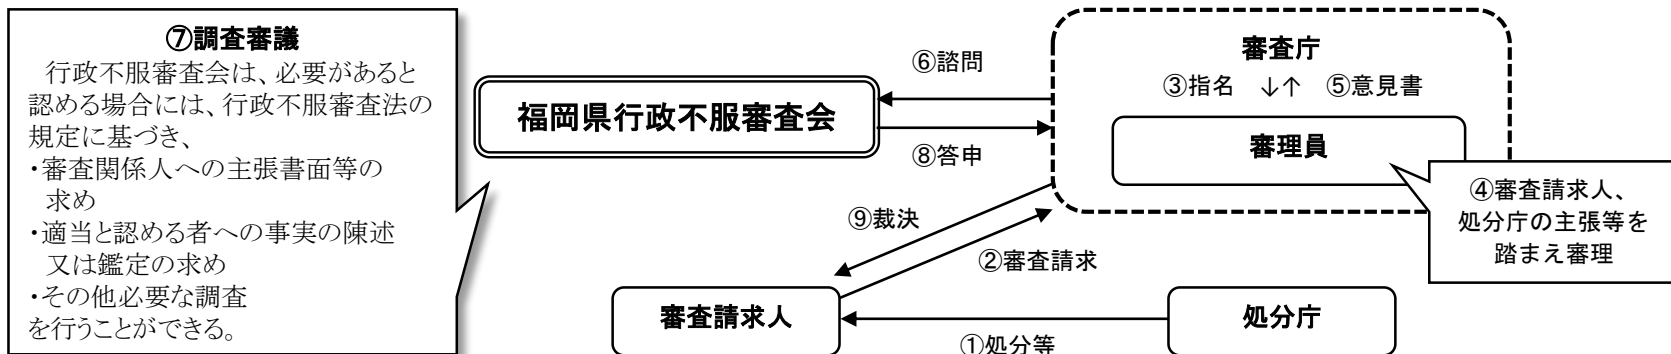 ⑦調査審議
行政不服審査会は、必要があると
認める場合には、行政不服審査法の
規定に基づき、
・審査関係人への主張書面等の
求め
・適当と認める者への事実の陳述
又は鑑定の求め
・その他必要な調査
を行うことができる。
福岡県行政不服審査会
⑥諮問
⑧答申
審査庁
③指名 ↓↑ ⑤意見書
審理員
④審査請求人、
処分庁の主張等を
踏まえ審理
⑨裁決
②審査請求
審査請求人
処分庁
①処分等